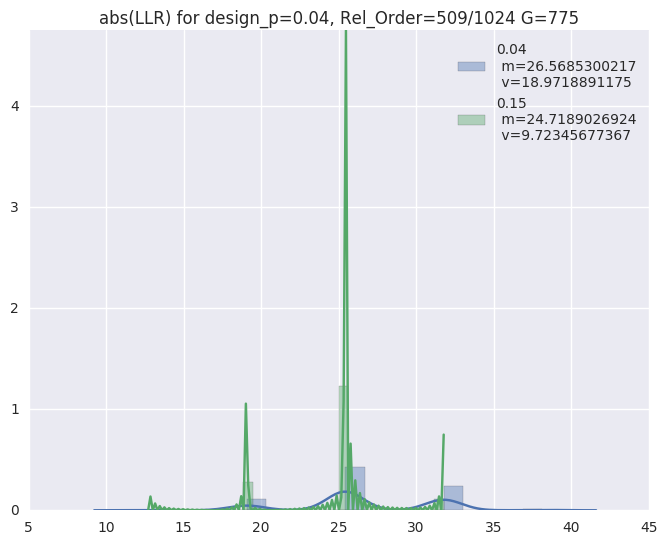 abs(LLR) for design_p=0.04, Rel_Order=509/1024 G=775
0.04
m=26.5685300217
v=18.9718891175
0.15
m=24.7189026924
v=9.72345677367
4
3
2
1
0
5 10 15 20 25 30 35 40 45